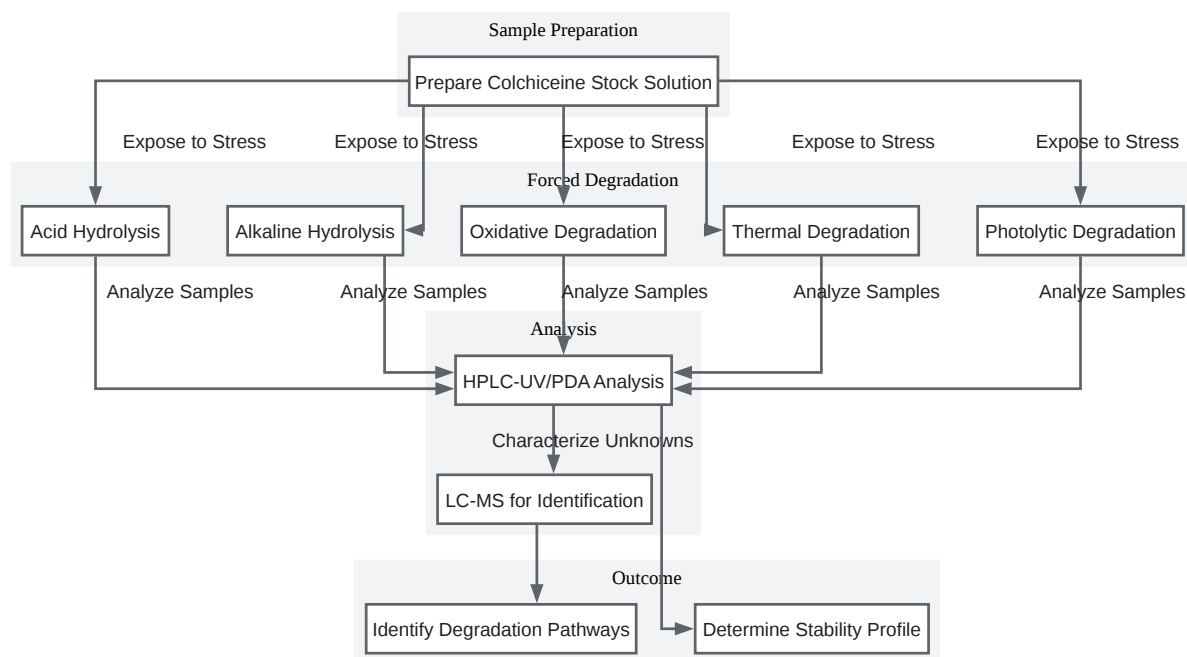 Sample Preparation
Prepare Colchiceine Stock Solution
Expose to Stress
Expose to Stress
Expose to Stress
Expose to Stress
Expose to Stress
Forced Degradation
Acid Hydrolysis
Alkaline Hydrolysis
Oxidative Degradation
Thermal Degradation
Photolytic Degradation
Analyze Samples
Analyze Samples
Analyze Samples
Analyze Samples
Analyze Samples
Analysis
HPLC-UV/PDA Analysis
Characterize Unknowns
LC-MS for Identification
Outcome
Identify Degradation Pathways
Determine Stability Profile